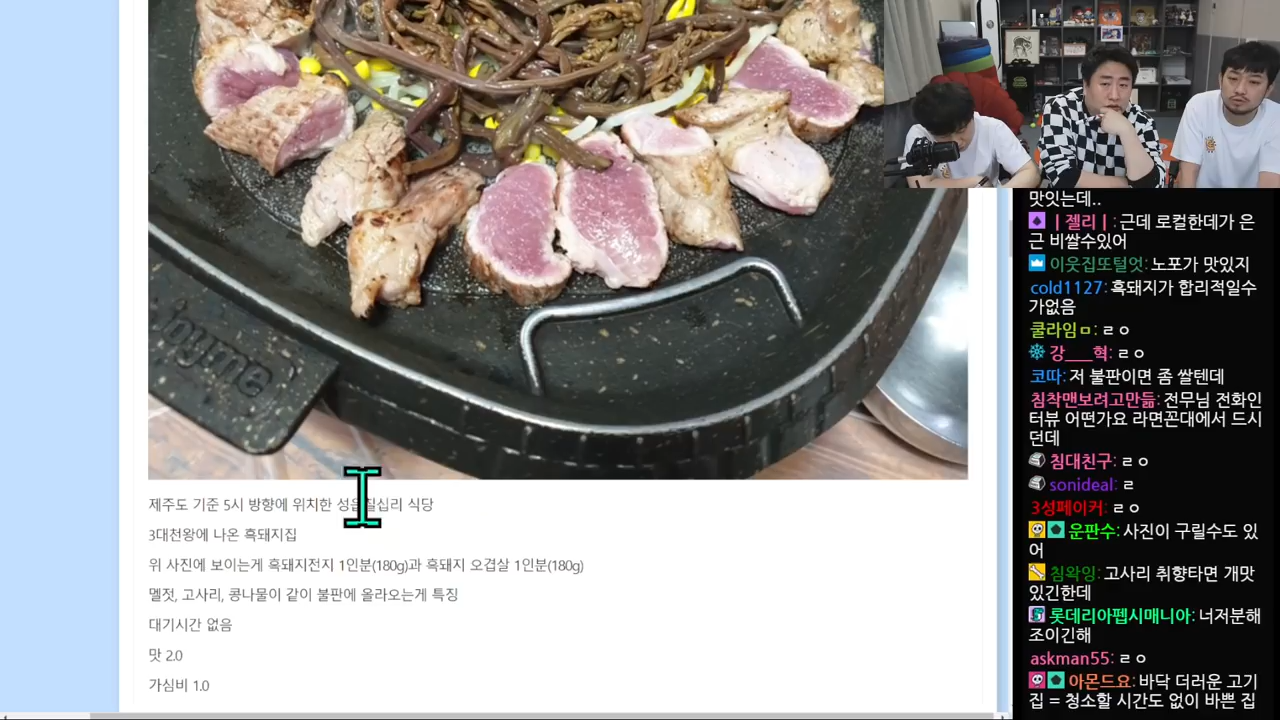 Joyme
제주도 기준 5시 방향에 위치한 성읍칠십리 식당
3대천왕에 나온 흑돼지집
위 사진에 보이는게 흑돼지전지 1인분(180g)과 흑돼지 오겹살 1인분(180g)
멜젓, 고사리, 콩나물이 같이 불판에 올라오는게 특징
대기시간 없음
맛 2.0
가심비 1.0
맛잇는데..
ㅣ젤리ㅣ: 근데 로컬한데가 은
근 비쌀수있어
이웃집또털엇: 노포가 맛있지
cold1127: 흑돼지가 합리적일수
가없음
쿨라임ㅁ: ㄹㅇ
강___혁: ㄹㅇ
코따: 저 불판이면 좀 쌀텐데
침착맨보려고만듦: 전무님 전화인
터뷰 어떤가요 라면꼰대에서 드시
던데
침대친구: ㄹㅇ
sonideal: ㄹ
3성페이커: ㄹㅇ
운판수: 사진이 구릴수도 있
어
침왁잉: 고사리 취향타면 개맛
있긴한데
롯데리아펩시매니아: 너저분해
조이긴해
askman55: ㄹㅇ
아몬드요: 바닥 더러운 고기
집 = 청소할 시간도 없이 바쁜 집